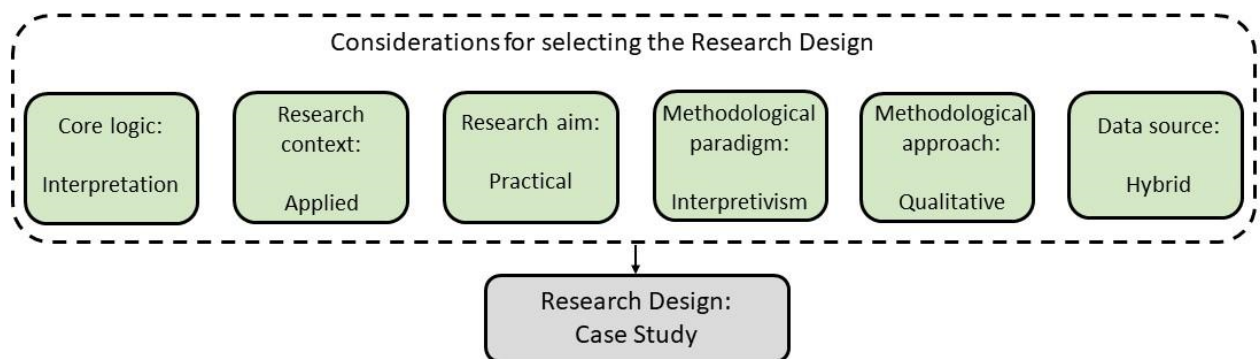 Considerations for selecting the Research Design
Core logic:
Interpretation
Research
context:
Applied
Research aim:
Practical
Methodological
paradigm:
Interpretivism
Methodological
approach:
Qualitative
Data source:
Hybrid
Research Design:
Case Study